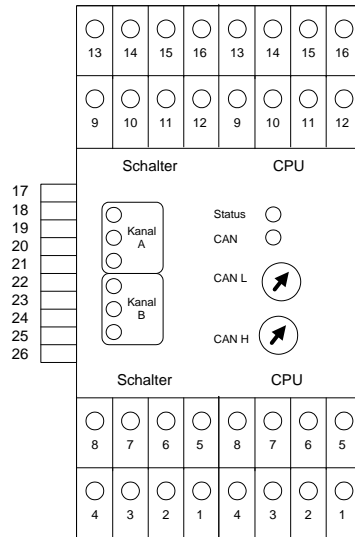 13 14 15 16 13 14 15 16
9 10 11 12 9 10 11 12
Schalter CPU
17
18
19
20
21
22
23
24
25
26
Kanal
A
Kanal
B
Status
CAN
CAN L
CAN H
Schalter CPU
8 7 6 5 8 7 6 5
4 3 2 1 4 3 2 1